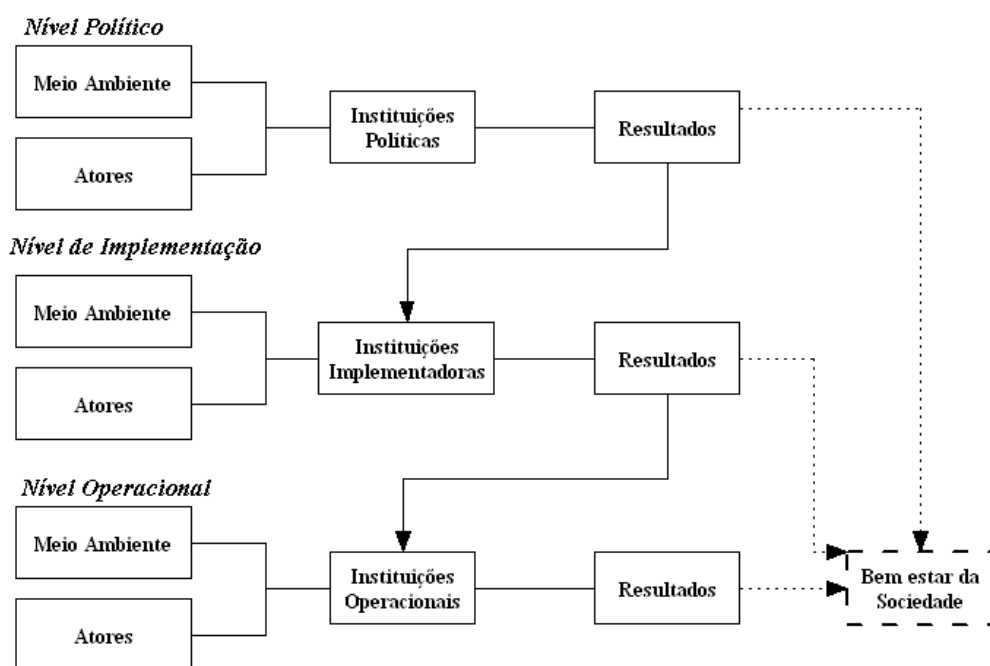 Nível Político
Meio Ambiente
Atores
Instituições
Políticas
Resultados
Nível de Implementação
Meio Ambiente
Atores
Instituições
Implementadoras
Resultados
Nível Operacional
Meio Ambiente
Atores
Instituições
Operacionais
Resultados
Bem estar da
Sociedade